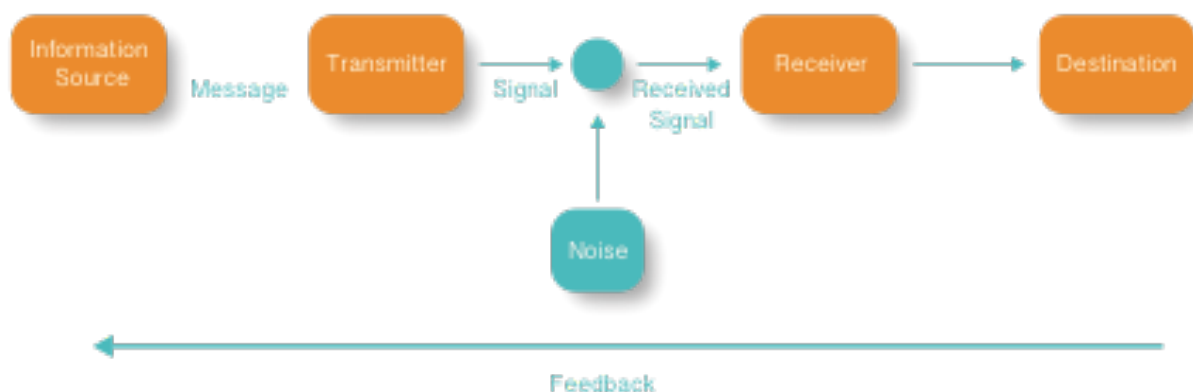 Information
Source
Message
Transmitter
Signal
Received
Signal
Receiver
Destination
Noise
Feedback